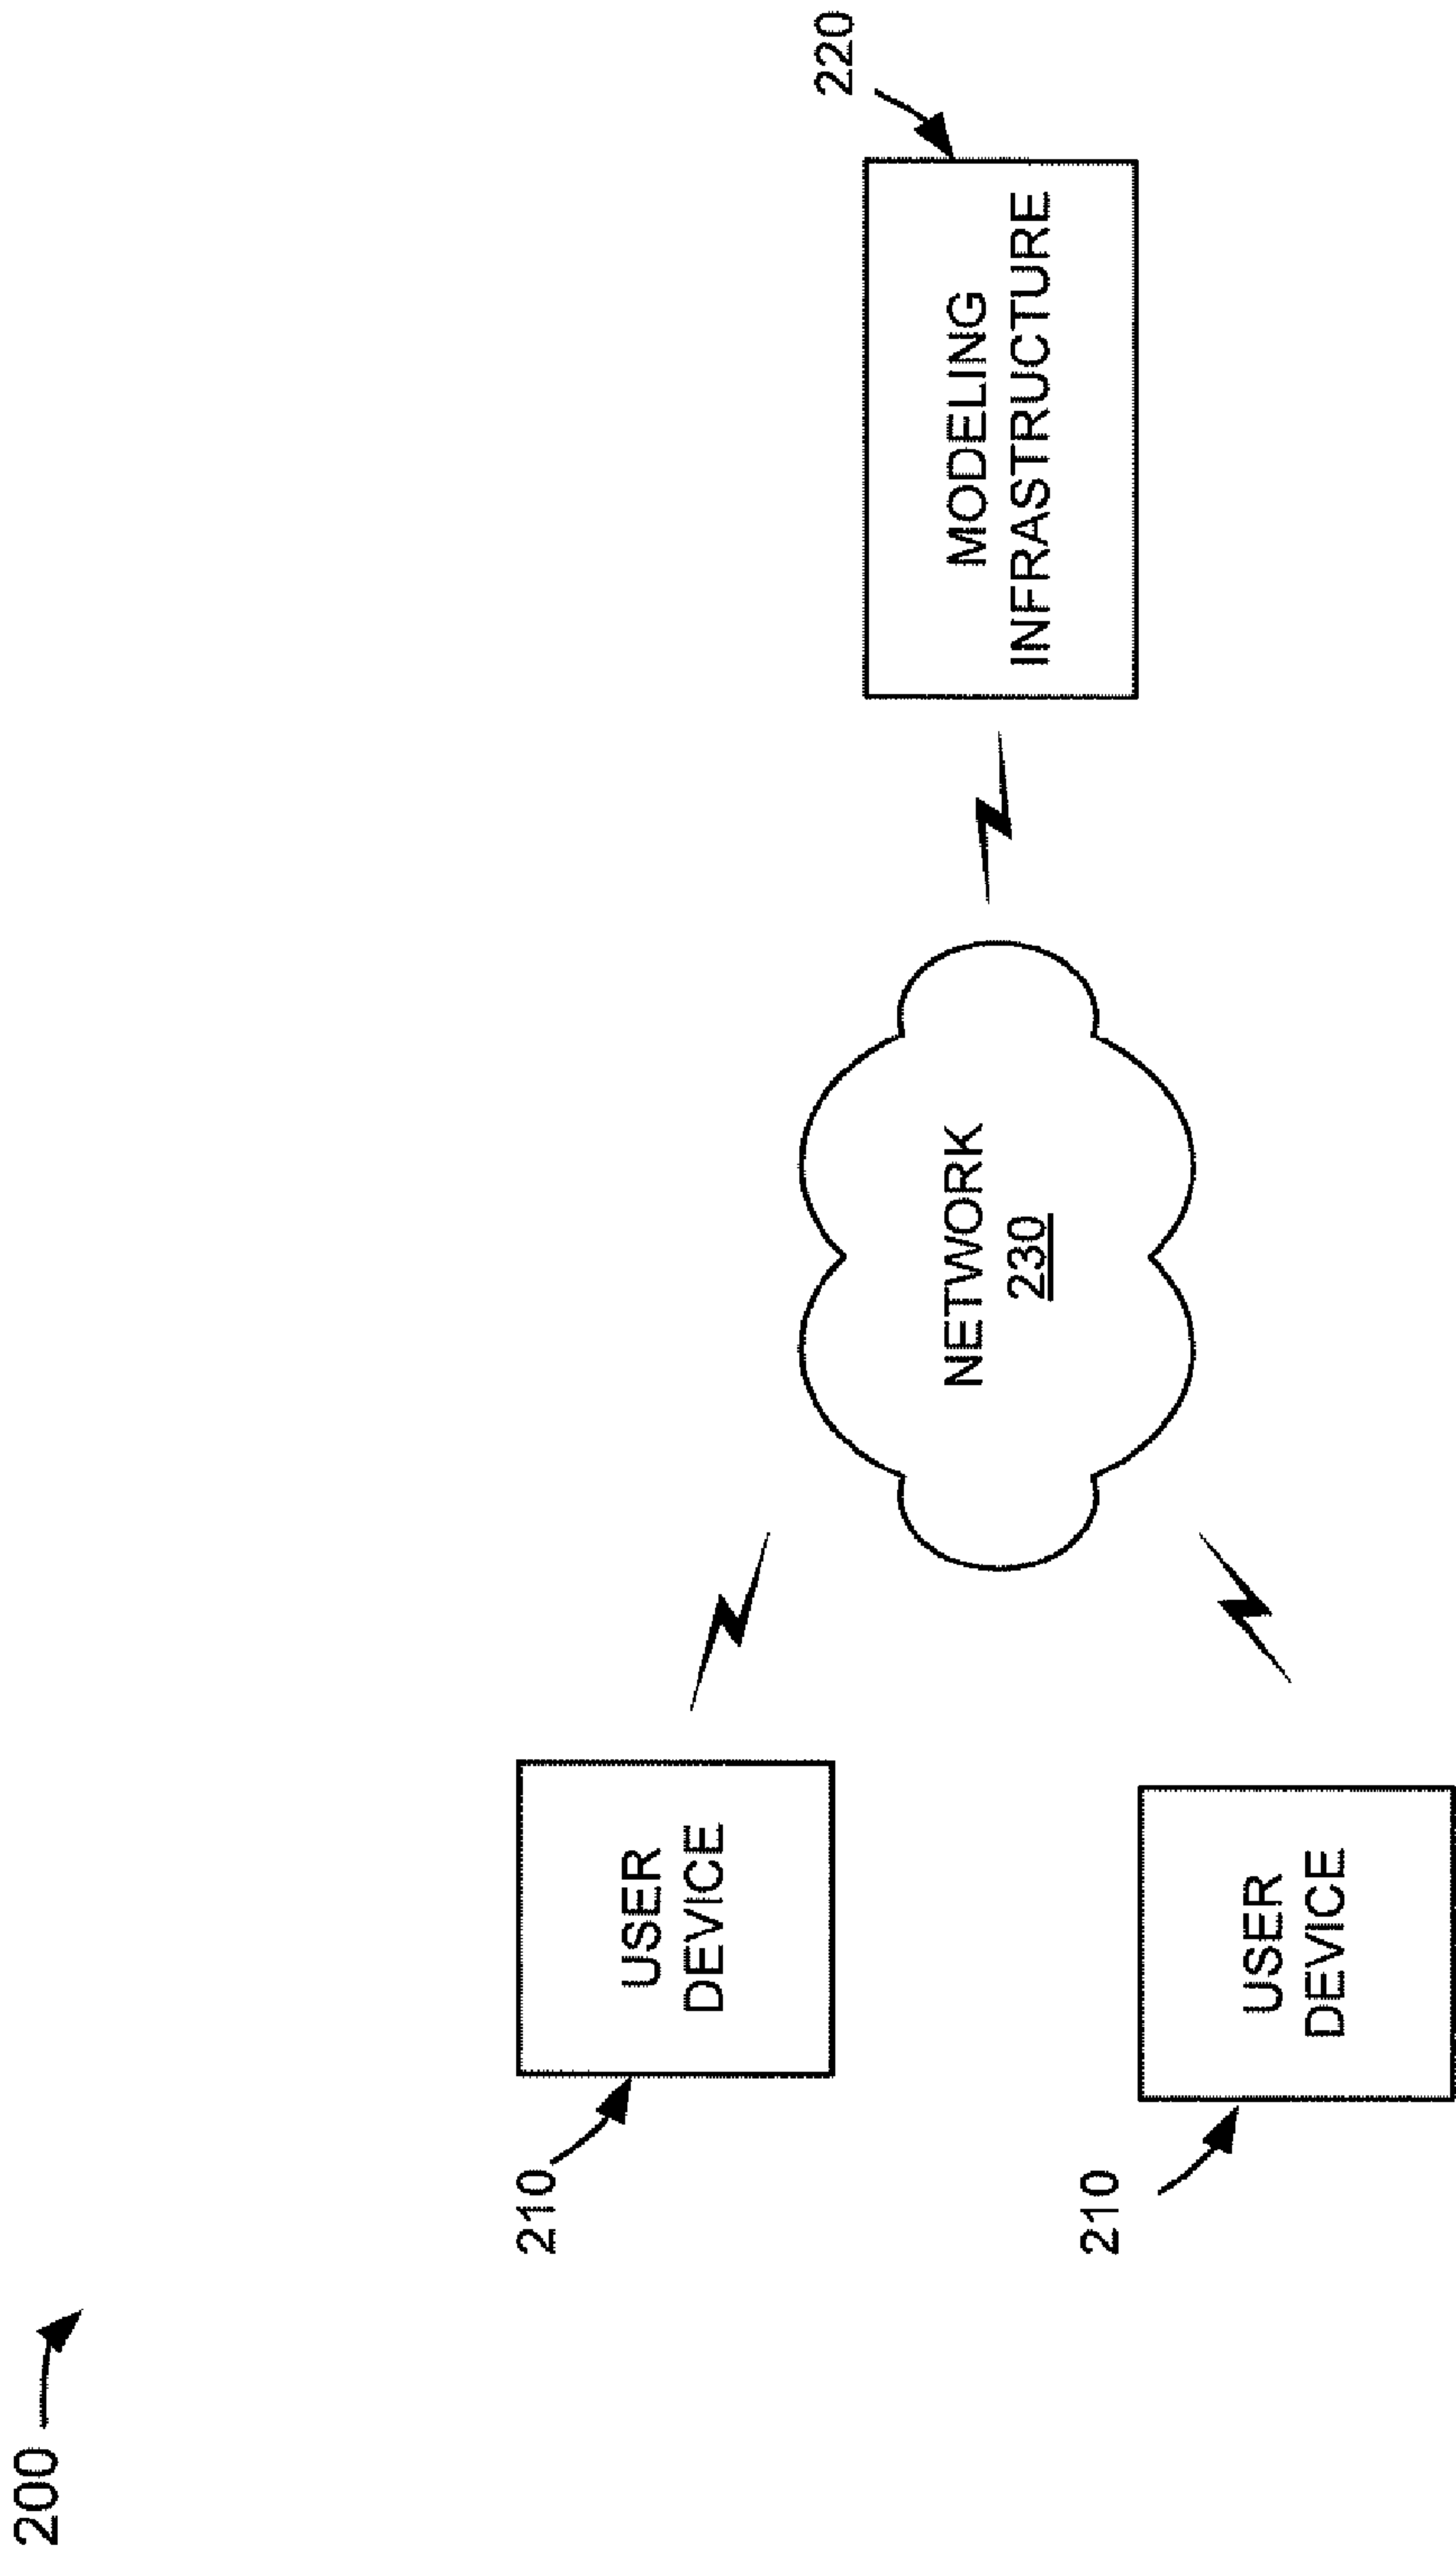 200
210
USER
DEVICE
NETWORK
230
MODELING
INFRASTRUCTURE
220
210
USER
DEVICE